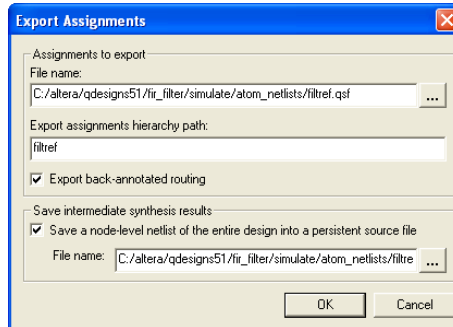 Export Assignments
Assignments to export
File name:
C:/altera/qdesigns51/fir_filter/simulate/atom_netlists/filtref.qsf
...
Export assignments hierarchy path:
filtref
Export back-annotated routing
Save intermediate synthesis results
Save a node-level netlist of the entire design into a persistent source file
File name: C:/altera/qdesigns51/fir_filter/simulate/atom_netlists/filtre ...
OK Cancel